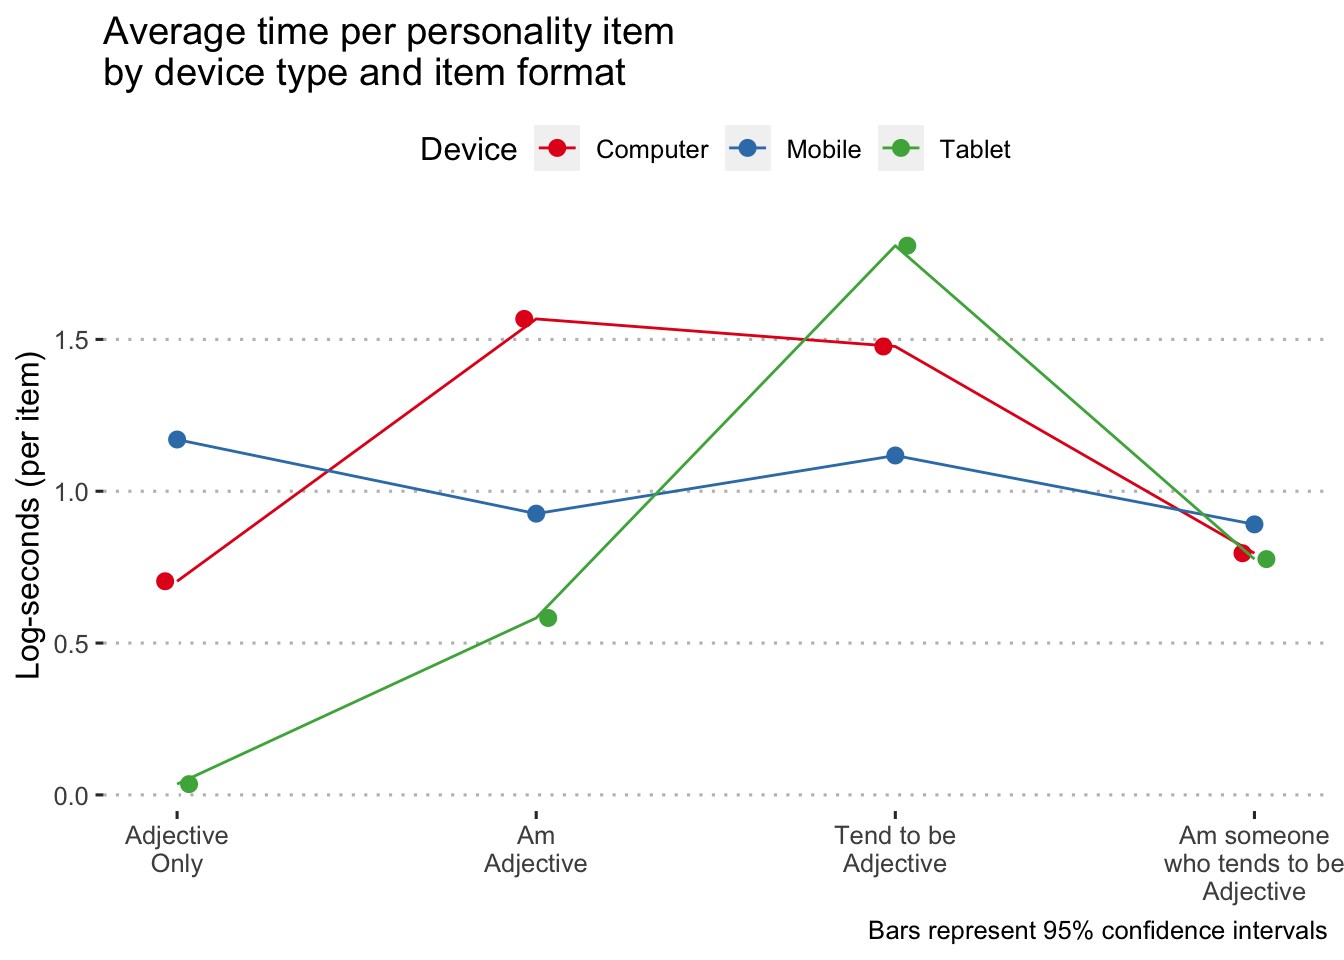 Average time per personality item
by device type and item format
Device Computer Mobile Tablet
Log-seconds (per item)
1.5
1.0
0.5
0.0
Adjective
Only
Am
Adjective
Tend to be
Adjective
Am someone
who tends to be
Adjective
Bars represent 95% confidence intervals